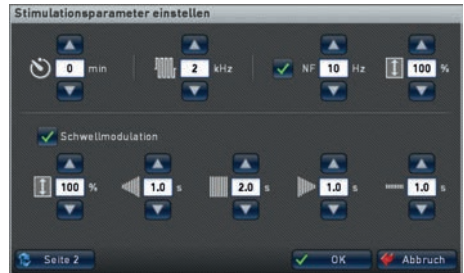 Stimulationsparameter einstellen
0 min 2 kHz NF 10 Hz 100 %
Schwellmodulation
100 % 1.0 s 2.0 s 1.0 s 1.0 s
Seite 2 OK Abbruch